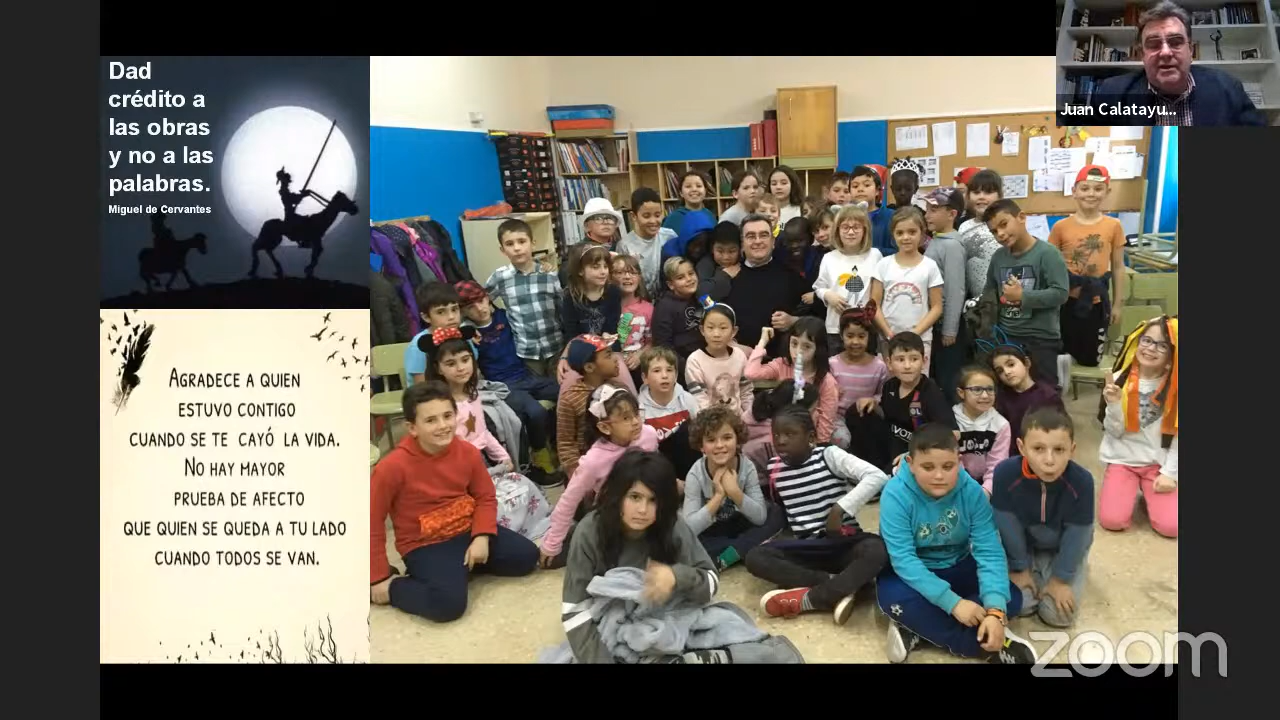 Dad
crédito a
las obras
y no a las
palabras.
Miguel de Cervantes
Agradece a quien
estuvo contigo
cuando se te cayó la vida.
No hay mayor
prueba de afecto
que quien se queda a tu lado
cuando todos se van.
Juan Calatayu...
zoom